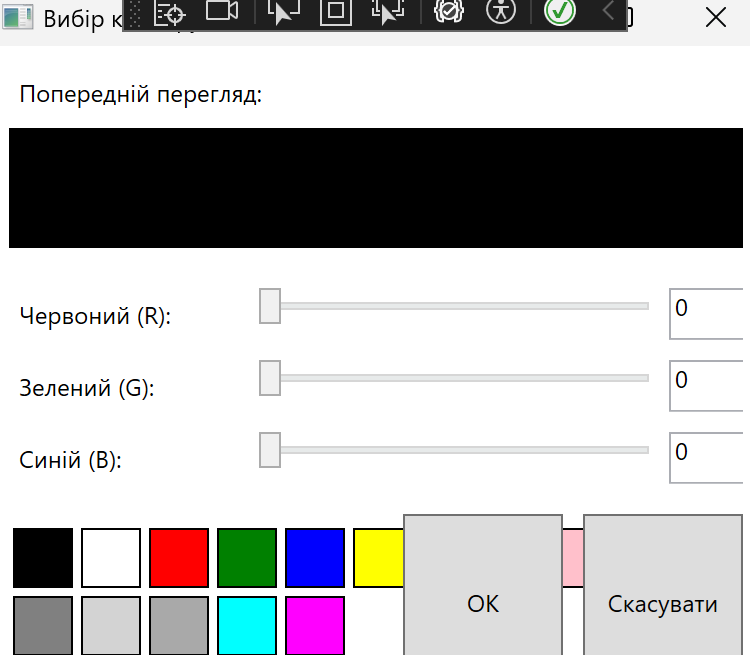 Вибір к
Попередній перегляд:
Червоний (R): 0
Зелений (G): 0
Синій (B): 0
OK Скасувати